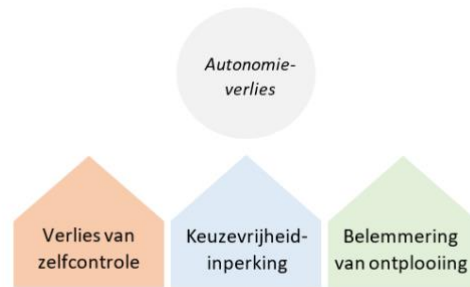 Autonomie-
verlies
Verlies van
zelfcontrole
Keuzevrijheid-
inperking
Belemmering
van ontplooiing